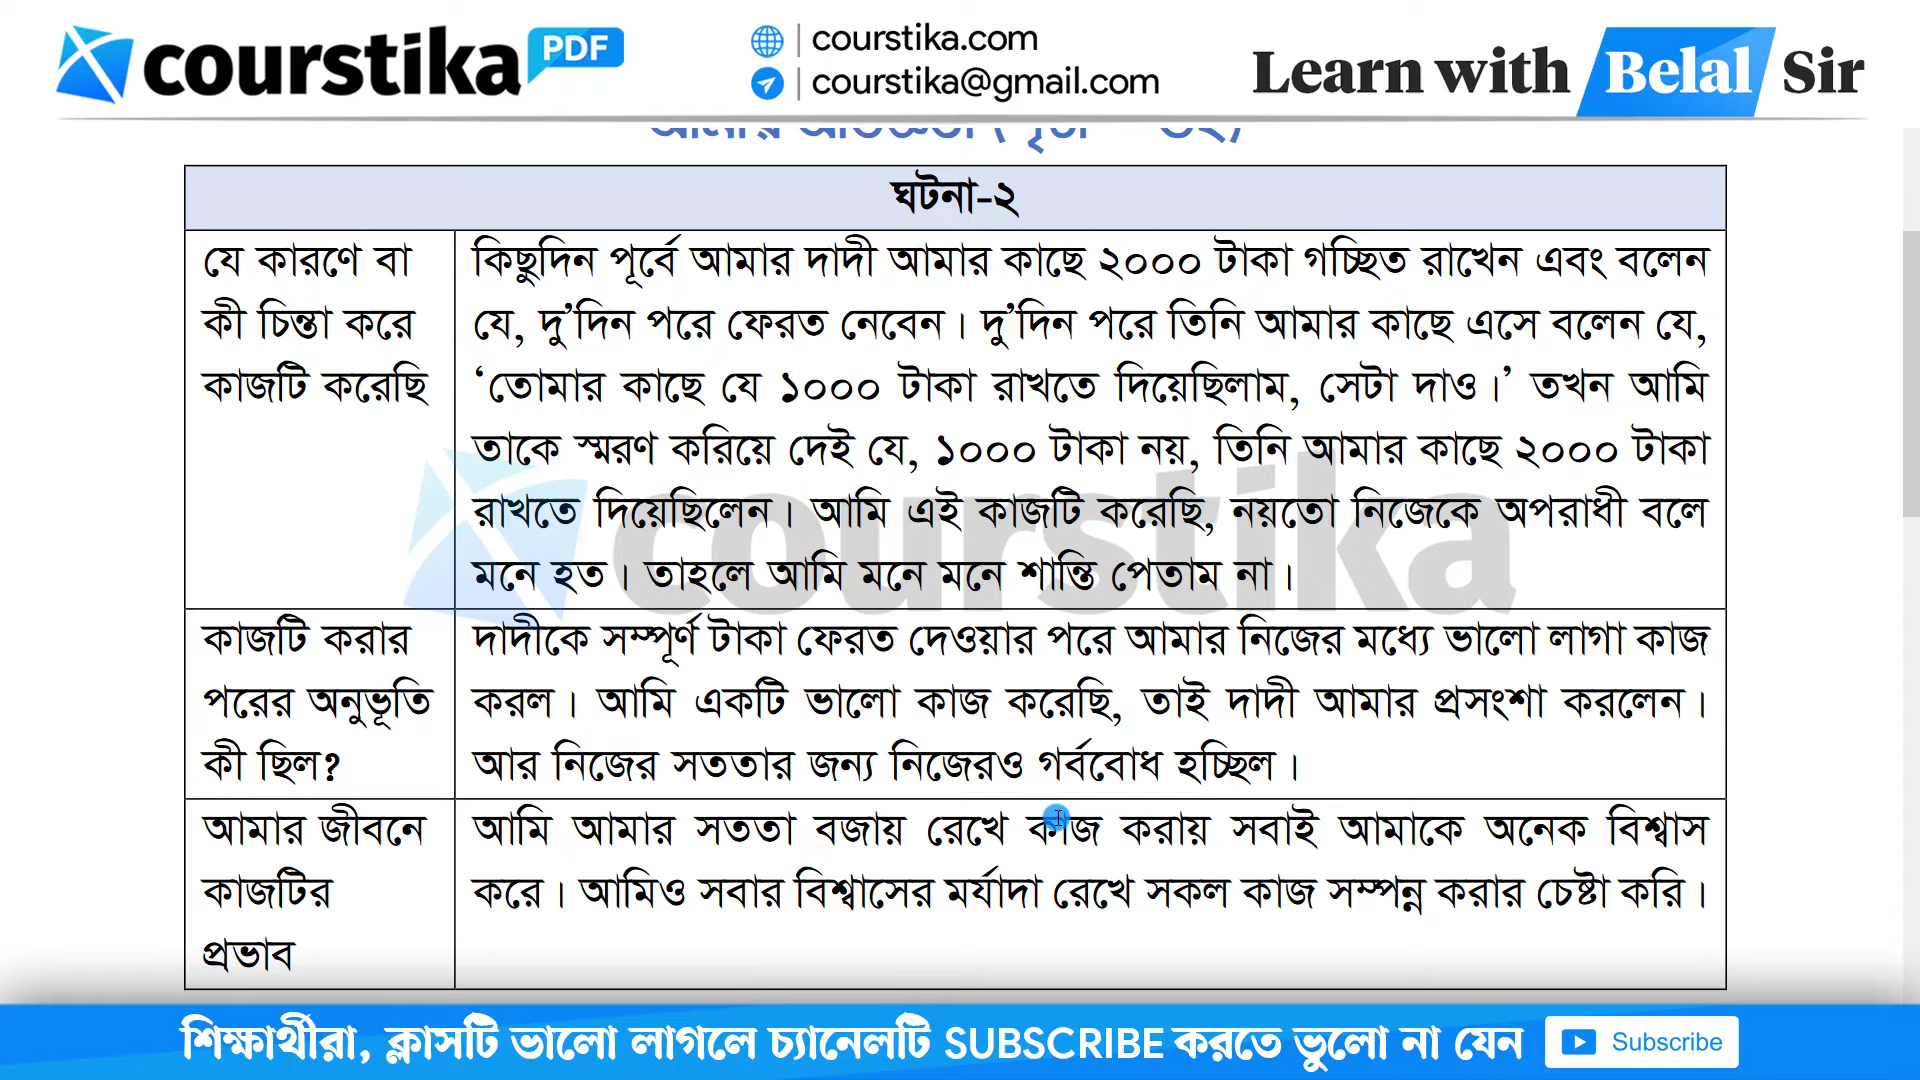 courstika PDF
| courstika.com
| courstika@gmail.com
Learn with Belal Sir
ঘটনা-২
যে কারণে বা
কী চিন্তা করে
কাজটি করেছি
কিছুদিন পূর্বে আমার দাদী আমার কাছে ২০০০ টাকা গচ্ছিত রাখেন এবং বলেন
যে, দু’দিন পরে ফেরত নেবেন। দু’দিন পরে তিনি আমার কাছে এসে বলেন যে,
‘তোমার কাছে যে ১০০০ টাকা রাখতে দিয়েছিলাম, সেটা দাও।’ তখন আমি
তাকে স্মরণ করিয়ে দেই যে, ১০০০ টাকা নয়, তিনি আমার কাছে ২০০০ টাকা
রাখতে দিয়েছিলেন। আমি এই কাজটি করেছি, নয়তো নিজেকে অপরাধী বলে
মনে হত। তাহলে আমি মনে মনে শান্তি পেতাম না।
courstika
কাজটি করার
পরের অনুভূতি
কী ছিল?
দাদীকে সম্পূর্ণ টাকা ফেরত দেওয়ার পরে আমার নিজের মধ্যে ভালো লাগা কাজ
করল। আমি একটি ভালো কাজ করেছি, তাই দাদী আমার প্রসংশা করলেন।
আর নিজের সততার জন্য নিজেরও গর্ববোধ হচ্ছিল।
আমার জীবনে
কাজটির
প্রভাব
আমি আমার সততা বজায় রেখে কাজ করায় সবাই আমাকে অনেক বিশ্বাস
করে। আমিও সবার বিশ্বাসের মর্যাদা রেখে সকল কাজ সম্পন্ন করার চেষ্টা করি।
শিক্ষার্থীরা, ক্লাসটি ভালো লাগলে চ্যানেলটি SUBSCRIBE করতে ভুলো না যেন
Subscribe